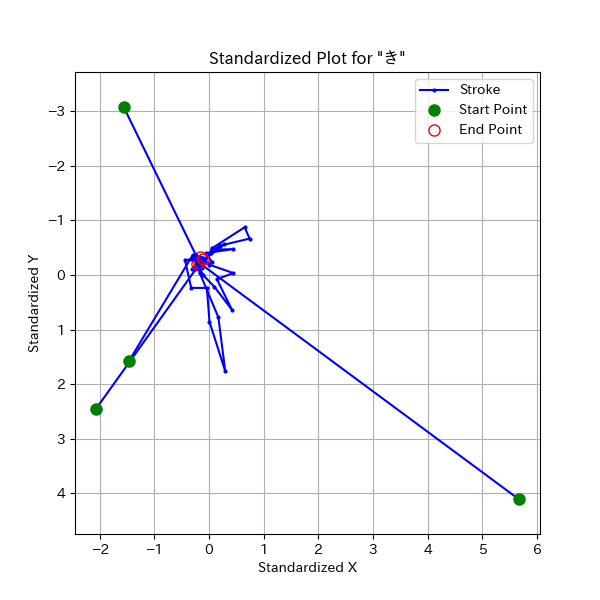 Standardized Plot for "き"
Stroke
Start Point
End Point
Standardized Y
−3
−2
−1
0
1
2
3
4
−2 −1 0 1 2 3 4 5 6
Standardized X